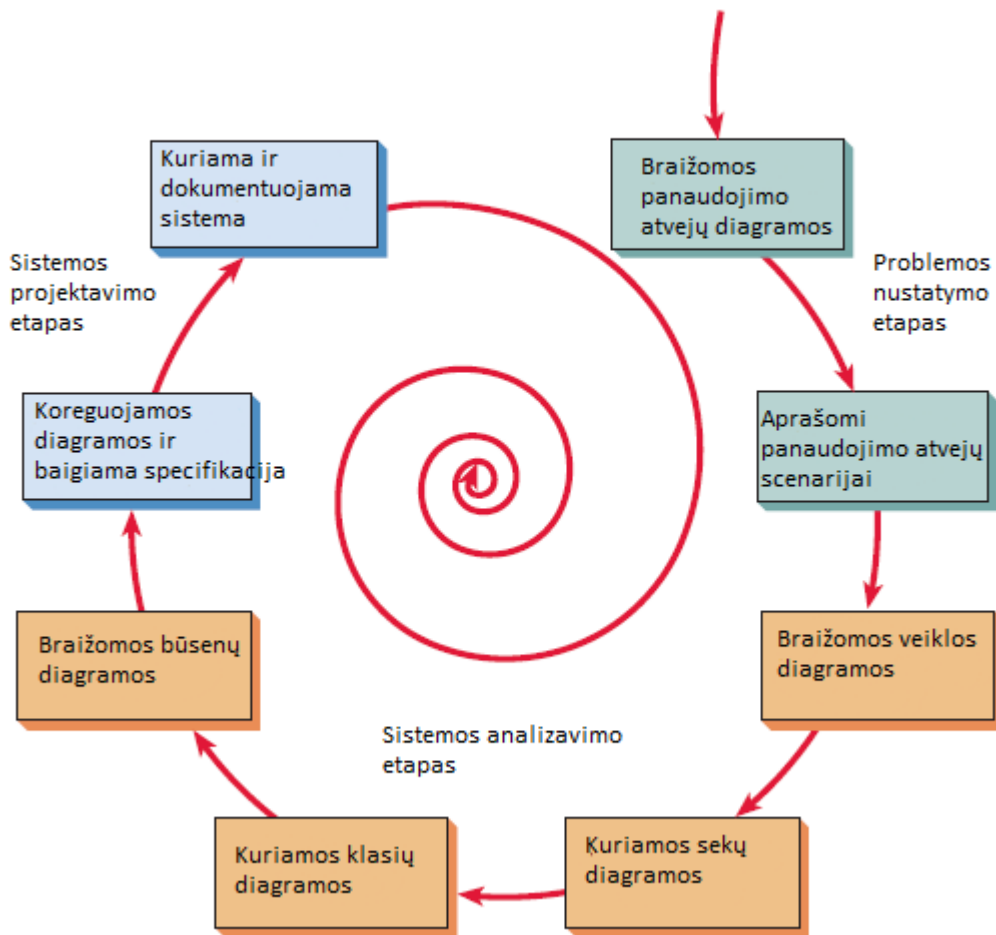 Kuriama ir
dokumentuojama
sistema
Braižomos
panaudojimo
atvejų diagramos
Sistemos
projektavimo
etapas
Problemos
nustatymo
etapas
Koreguojamos
diagramos ir
baigiama specifikacija
Aprašomi
panaudojimo atvejų
scenarijai
Braižomos būsenų
diagramos
Braižomos veiklos
diagramos
Sistemos analizavimo
etapas
Kuriamos klasių
diagramos
Kuriamos sekų
diagramos